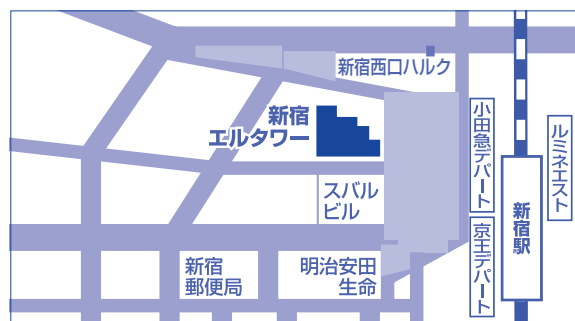 新宿西口ハルク
新宿
エルタワー
小田急デパート
ルミネエスト
スバル
ビル
新宿駅
京王デパート
新宿
郵便局
明治安田
生命